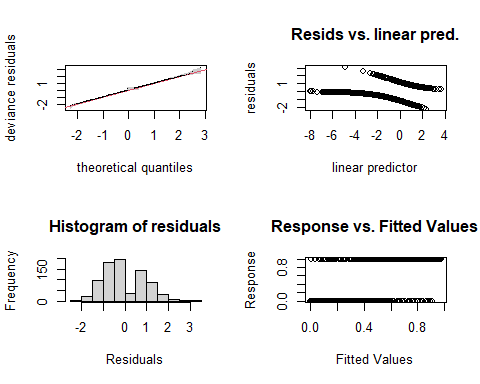 deviance residuals
-2 1
-2 -1 0 1 2 3
theoretical quantiles
Resids vs. linear pred.
residuals
-2 1
-8 -6 -4 -2 0 2 4
linear predictor
Histogram of residuals
Frequency
0 150
-2 0 1 2 3
Residuals
Response vs. Fitted Values
Response
0.0 0.8
0.0 0.4 0.8
Fitted Values